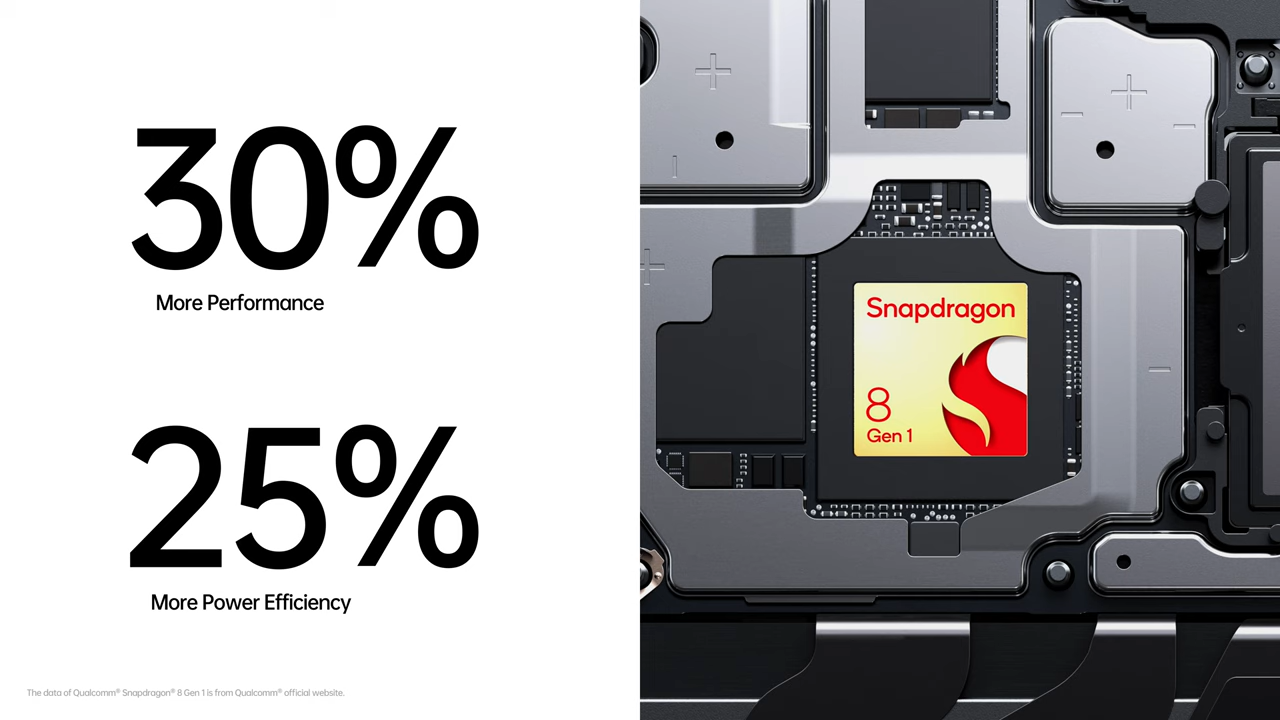 30%
More Performance
25%
More Power Efficiency
The data of Qualcomm® Snapdragon® 8 Gen 1 is from Qualcomm® official website.
Snapdragon
8
Gen 1